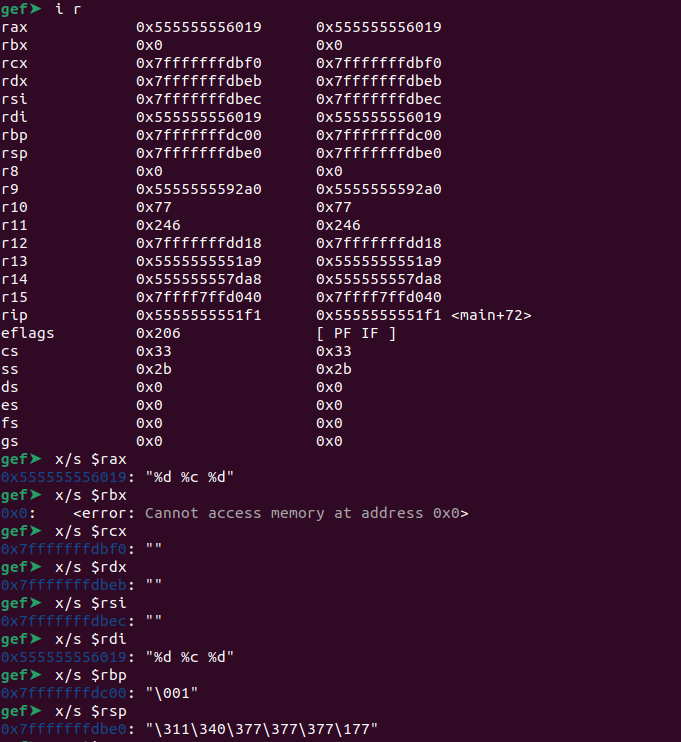 gef➤  i r
rax            0x555555556019      0x555555556019
rbx            0x0                 0x0
rcx            0x7fffffffdbf0      0x7fffffffdbf0
rdx            0x7fffffffdbeb      0x7fffffffdbeb
rsi            0x7fffffffdbec      0x7fffffffdbec
rdi            0x555555556019      0x555555556019
rbp            0x7fffffffdc00      0x7fffffffdc00
rsp            0x7fffffffdbe0      0x7fffffffdbe0
r8             0x0                 0x0
r9             0x5555555592a0      0x5555555592a0
r10            0x77                0x77
r11            0x246               0x246
r12            0x7fffffffdd18      0x7fffffffdd18
r13            0x5555555551a9      0x5555555551a9
r14            0x555555557da8      0x555555557da8
r15            0x7ffff7ffd040      0x7ffff7ffd040
rip            0x5555555551f1      0x5555555551f1 <main+72>
eflags         0x206               [ PF IF ]
cs             0x33                0x33
ss             0x2b                0x2b
ds             0x0                 0x0
es             0x0                 0x0
fs             0x0                 0x0
gs             0x0                 0x0
gef➤  x/s $rax
0x555555556019: "%d %c %d"
gef➤  x/s $rbx
0x0:    <error: Cannot access memory at address 0x0>
gef➤  x/s $rcx
0x7fffffffdbf0: ""
gef➤  x/s $rdx
0x7fffffffdbeb: ""
gef➤  x/s $rsi
0x7fffffffdbec: ""
gef➤  x/s $rdi
0x555555556019: "%d %c %d"
gef➤  x/s $rbp
0x7fffffffdc00: "\001"
gef➤  x/s $rsp
0x7fffffffdbe0: "\311\340\377\377\377\177"